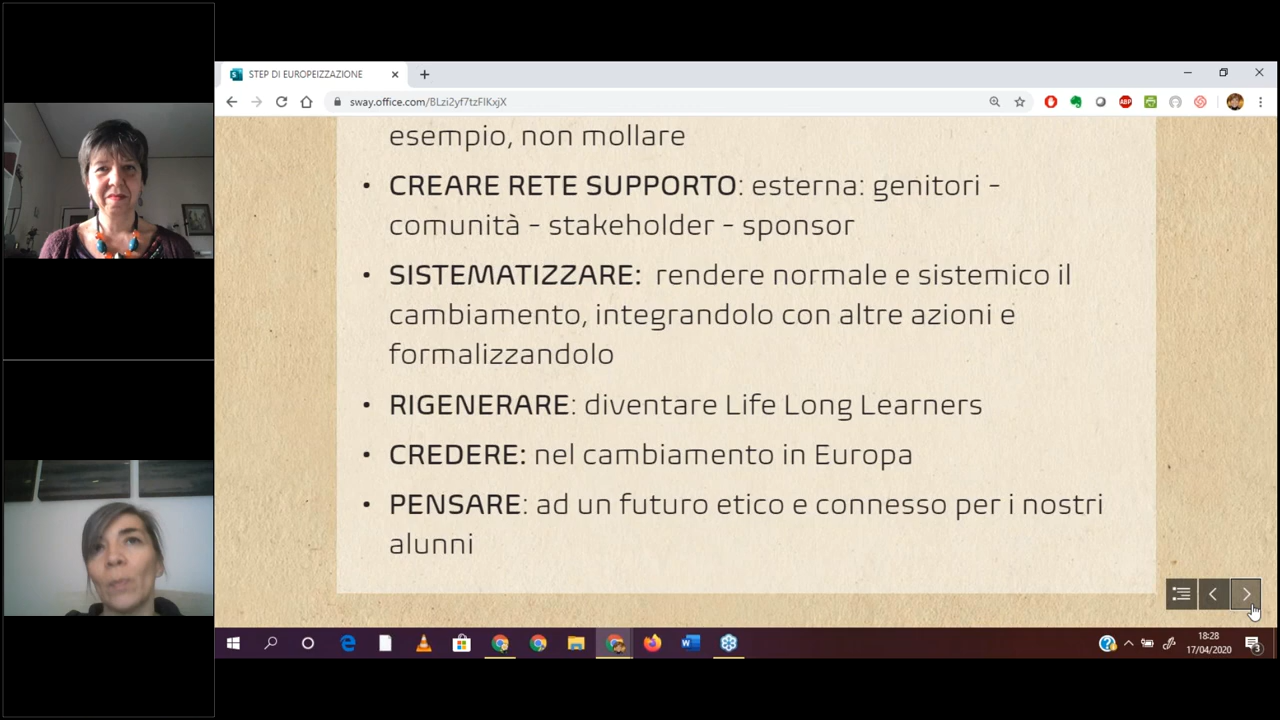 STEP DI EUROPEIZZAZIONE
sway.office.com/BLzi2yf7tzFlKxjX
ABP
esempio, non mollare
• CREARE RETE SUPPORTO: esterna: genitori -
comunità - stakeholder - sponsor
• SISTEMATIZZARE: rendere normale e sistemico il
cambiamento, integrandolo con altre azioni e
formalizzandolo
• RIGENERARE: diventare Life Long Learners
• CREDERE: nel cambiamento in Europa
• PENSARE: ad un futuro etico e connesso per i nostri
alunni
18:28
17/04/2020
3